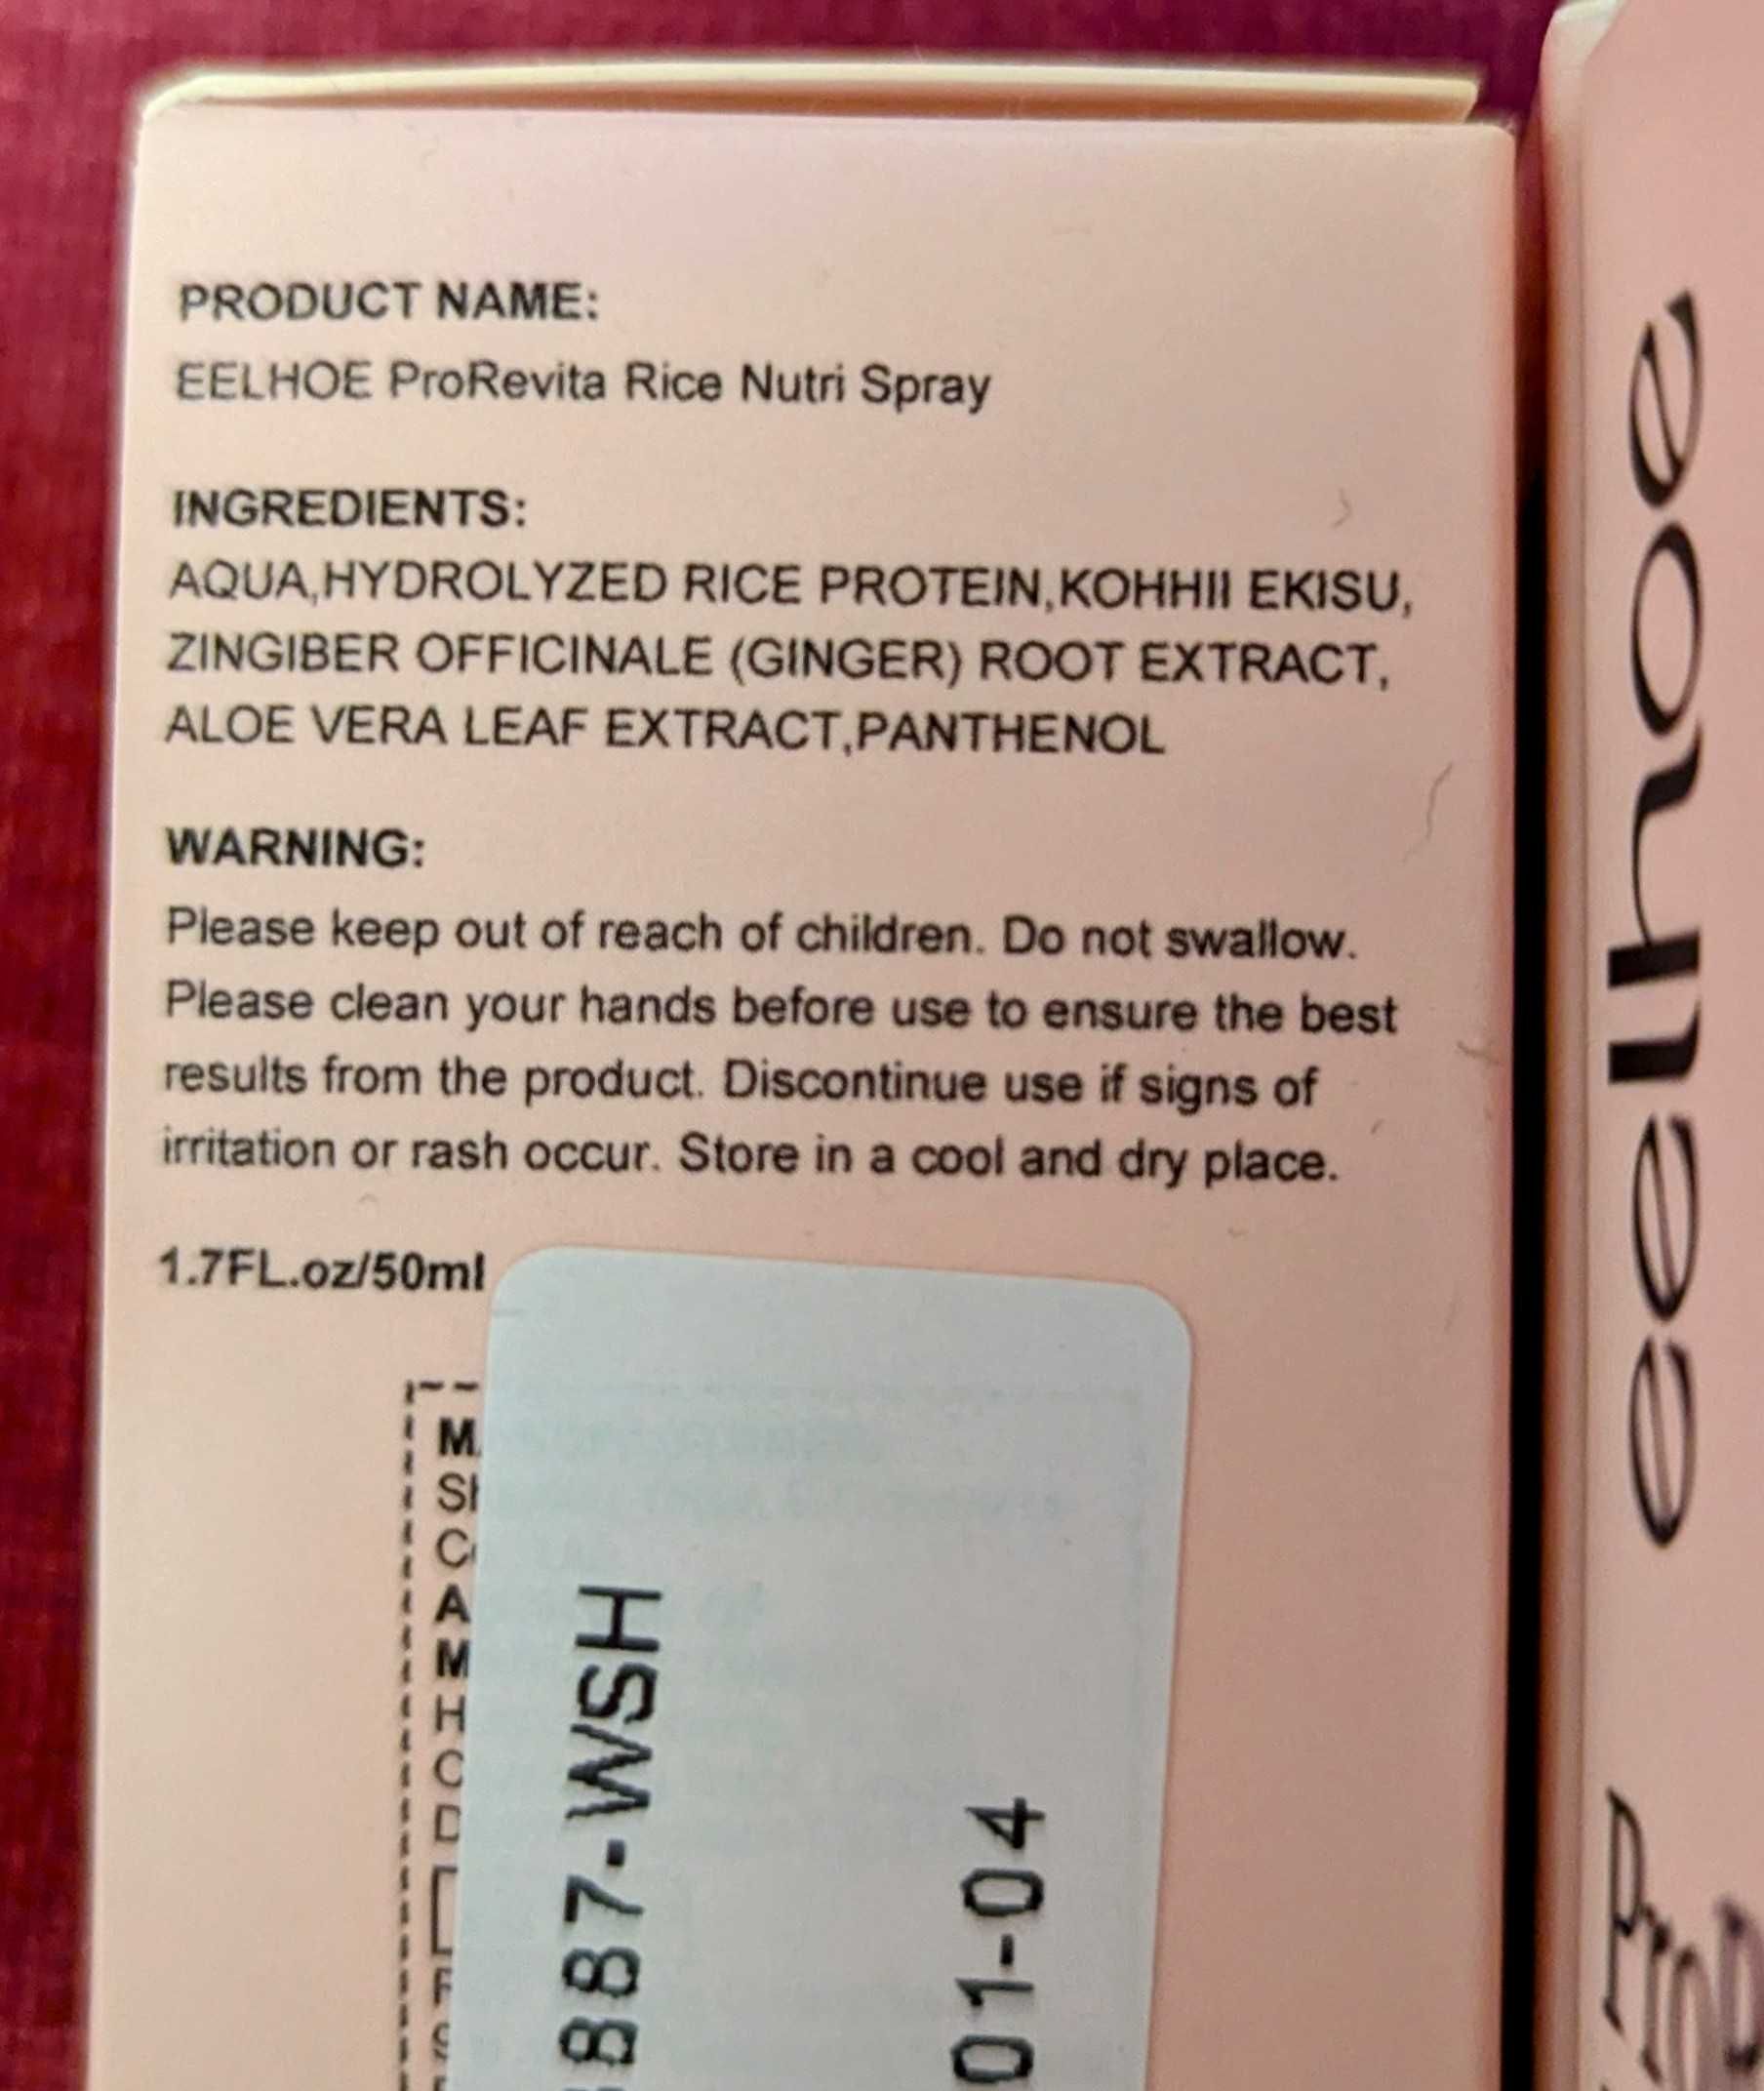 PRODUCT NAME:
EELHOE ProRevita Rice Nutri Spray
INGREDIENTS:
AQUA,HYDROLYZED RICE PROTEIN,KOHHII EKISU,
ZINGIBER OFFICINALE (GINGER) ROOT EXTRACT,
ALOE VERA LEAF EXTRACT,PANTHENOL
WARNING:
Please keep out of reach of children. Do not swallow.
Please clean your hands before use to ensure the best
results from the product. Discontinue use if signs of
irritation or rash occur. Store in a cool and dry place.
1.7FL.oz/50ml
M
A
M
H
887-WSH
01-04
eelhoe